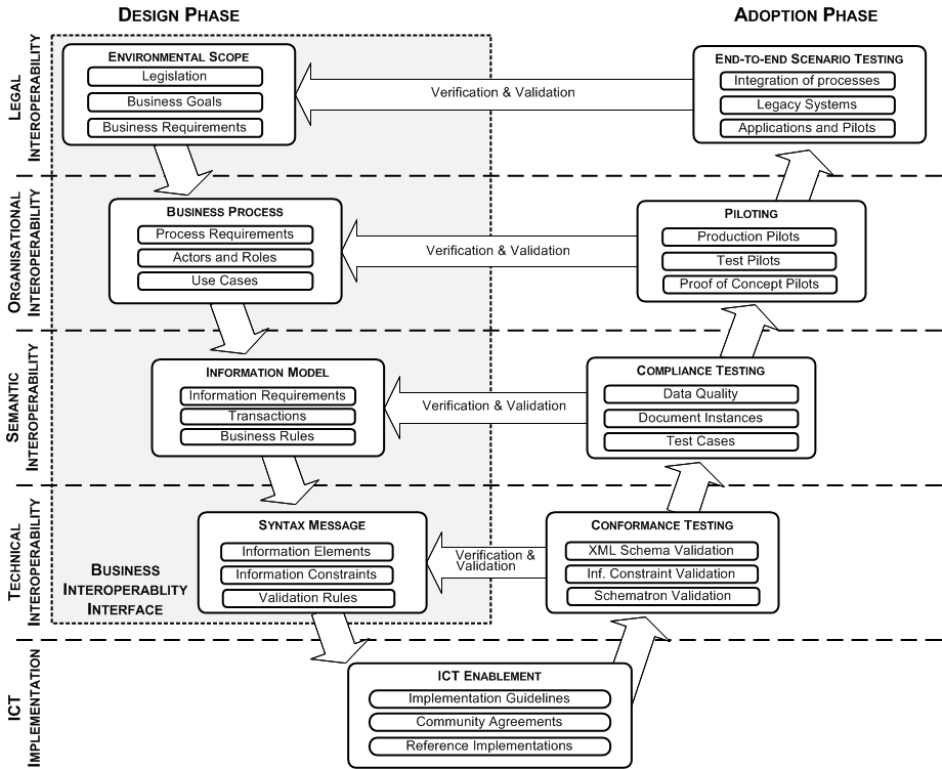 DESIGN PHASE
ADOPTION PHASE
LEGAL
INTEROPERABILITY
ENVIRONMENTAL SCOPE
Legislation
Business Goals
Business Requirements
Verification & Validation
END-TO-END SCENARIO TESTING
Integration of processes
Legacy Systems
Applications and Pilots
ORGANISATIONAL
INTEROPERABILITY
BUSINESS PROCESS
Process Requirements
Actors and Roles
Use Cases
Verification & Validation
PILOTING
Production Pilots
Test Pilots
Proof of Concept Pilots
SEMANTIC
INTEROPERABILITY
INFORMATION MODEL
Information Requirements
Transactions
Business Rules
Verification & Validation
COMPLIANCE TESTING
Data Quality
Document Instances
Test Cases
TECHNICAL
INTEROPERABILITY
BUSINESS
INTEROPERABLITY
INTERFACE
SYNTAX MESSAGE
Information Elements
Information Constraints
Validation Rules
Verification &
Validation
CONFORMANCE TESTING
XML Schema Validation
Inf. Constraint Validation
Schematron Validation
ICT
IMPLEMENTATION
ICT ENABLEMENT
Implementation Guidelines
Community Agreements
Reference Implementations